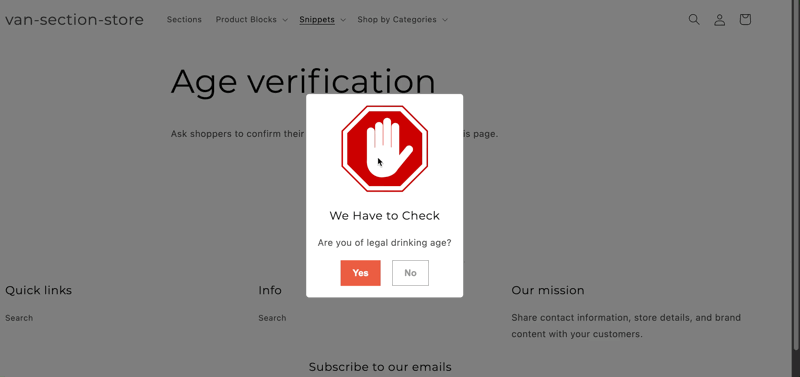 van-section-store
Sections
Product Blocks
Snippets
Shop by Categories
Age verification
Ask shoppers to confirm their
is page.
We Have to Check
Are you of legal drinking age?
Yes
No
Quick links
Info
Our mission
Search
Search
Share contact information, store details, and brand
content with your customers.
Subscribe to our emails